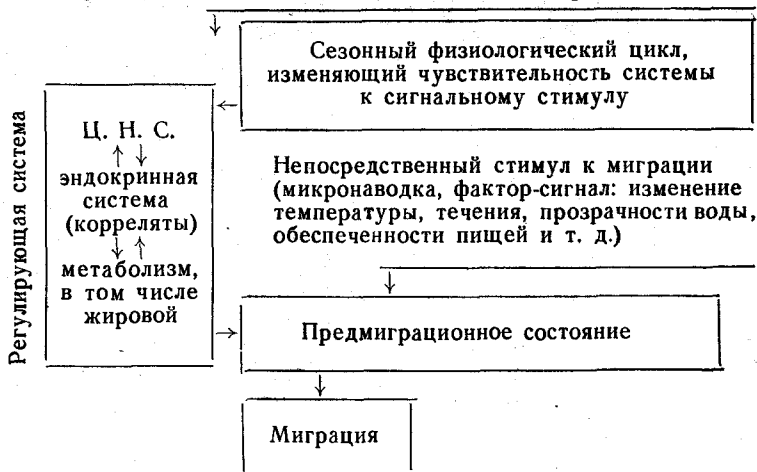 Сезонный физиологический цикл,
изменяющий чувствительность системы
к сигнальному стимулу
Регулирующая система
Ц. Н. С.
эндокринная
система
(корреляты)
метаболизм,
в том числе
жировой
Непосредственный стимул к миграции
(микронаводка, фактор-сигнал: изменение
температуры, течения, прозрачности воды,
обеспеченности пищей и т. д.)
Предмиграционное состояние
Миграция